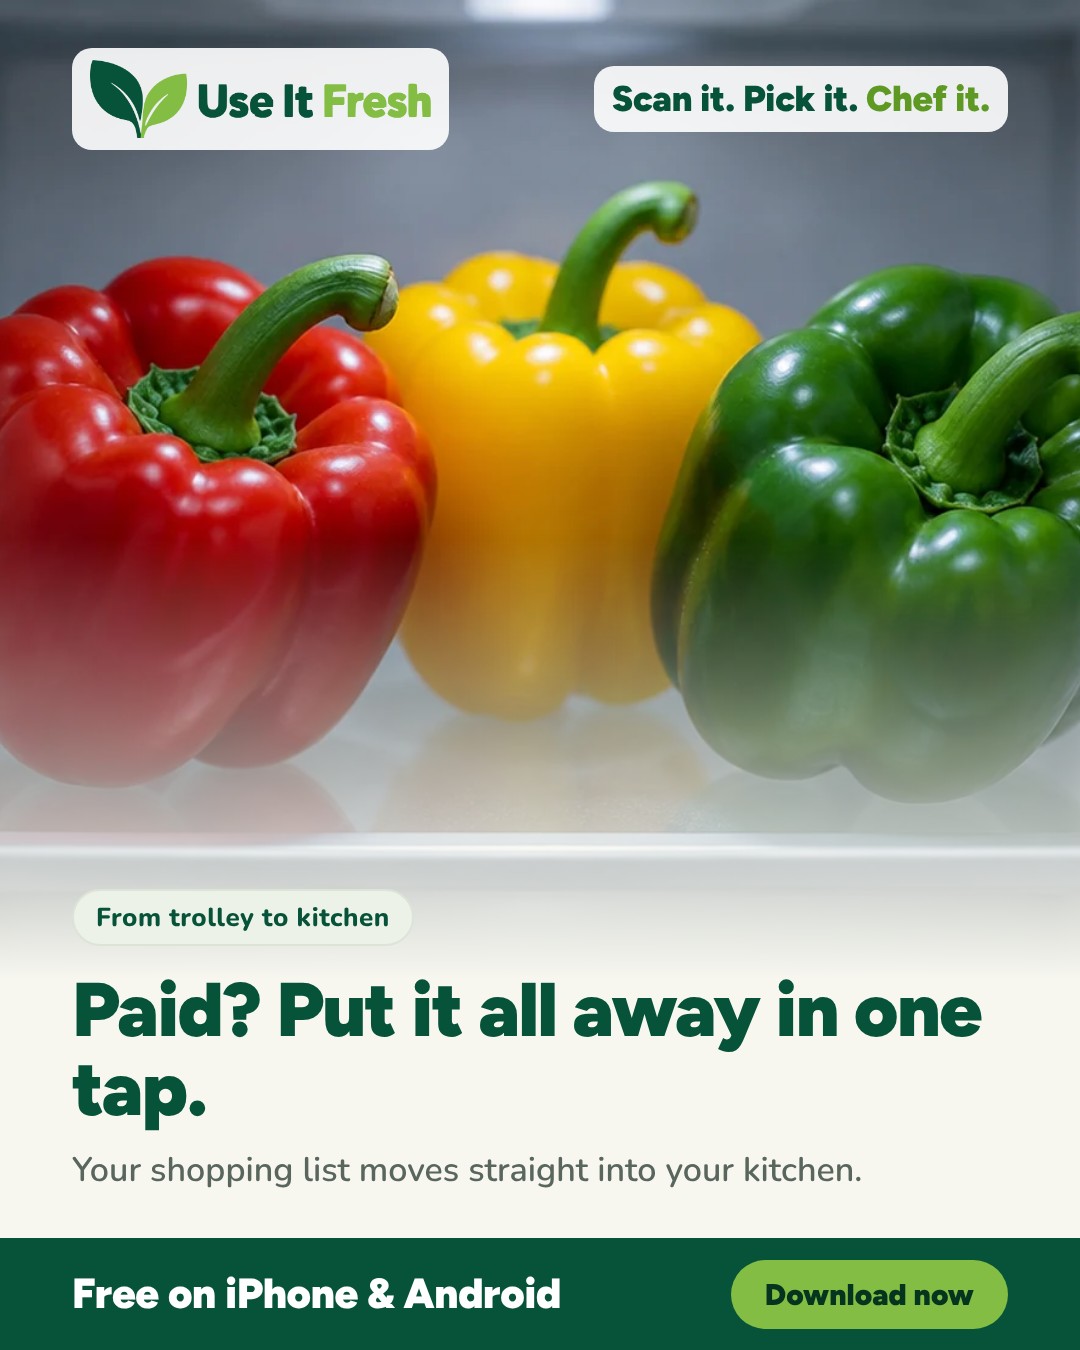 Use It Fresh
Scan it. Pick it. Chef it.
From trolley to kitchen
Paid? Put it all away in one
tap.
Your shopping list moves straight into your kitchen.
Free on iPhone & Android
Download now